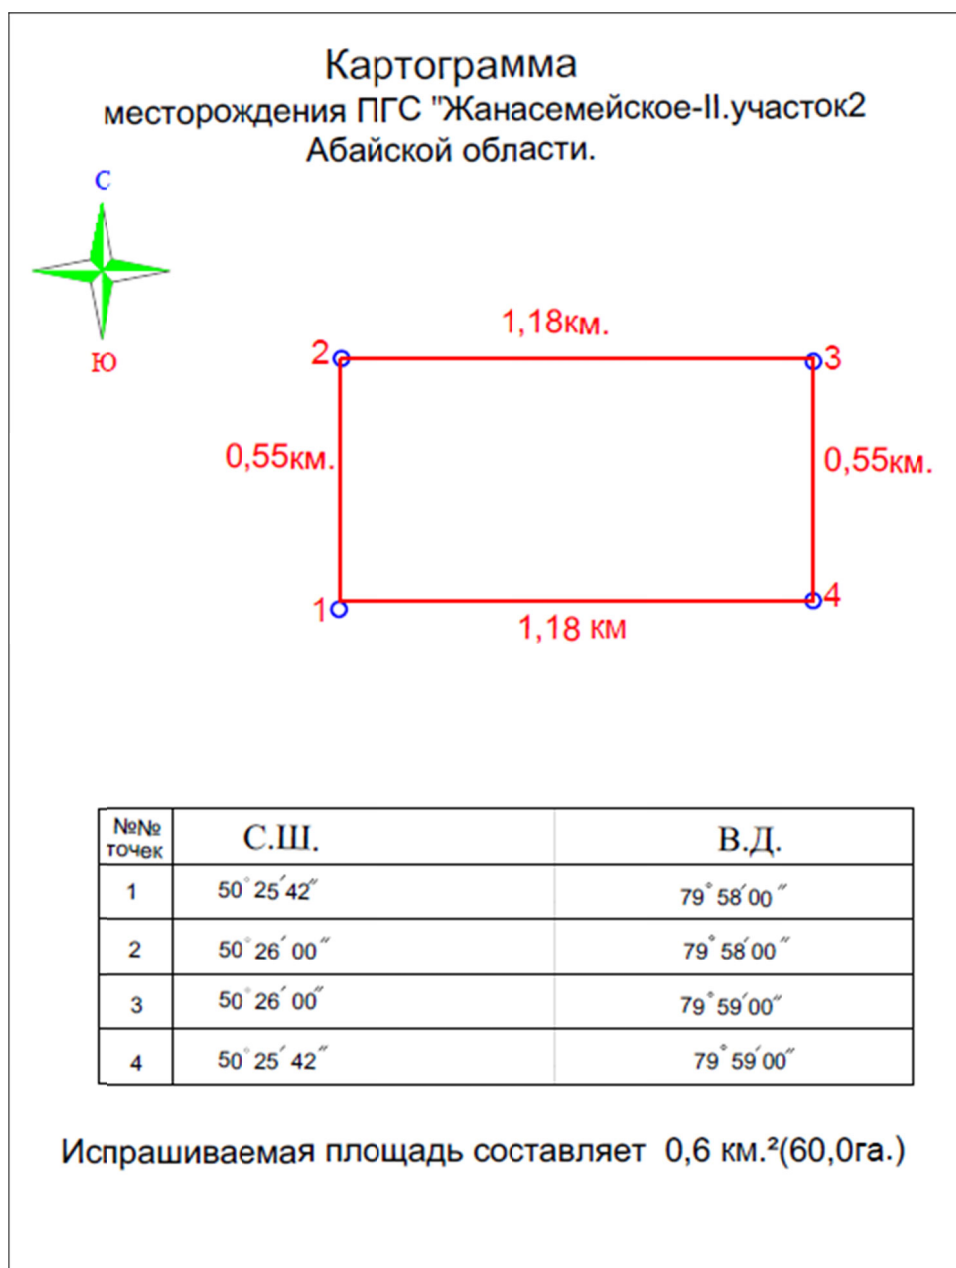 Картограмма
месторождения ПГС "Жанасемейское-II.участок2
Абайской области.
С
Ю
1,18км.
2
3
0,55км.
0,55км.
1
4
1,18 км
№№ точек С.Ш. В.Д.
1 50°25′42″ 79°58′00″
2 50°26′00″ 79°58′00″
3 50°26′00″ 79°59′00″
4 50°25′42″ 79°59′00″
Испрашиваемая площадь составляет 0,6 км.²(60,0га.)